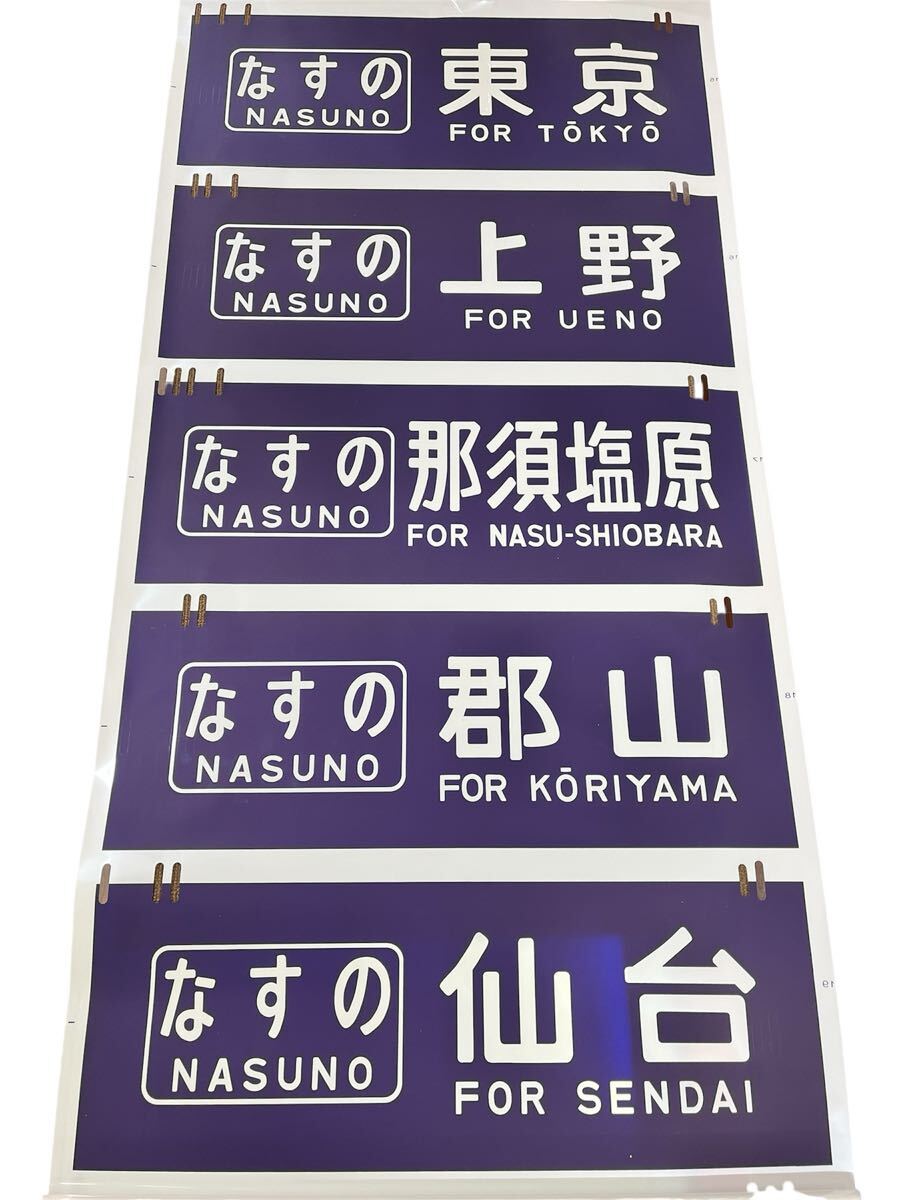 なすの 東京
NASUNO FOR TŌKYŌ
なすの 上野
NASUNO FOR UENO
なすの 那須塩原
NASUNO FOR NASU-SHIOBARA
なすの 郡山
NASUNO FOR KŌRIYAMA
なすの 仙台
NASUNO FOR SENDAI